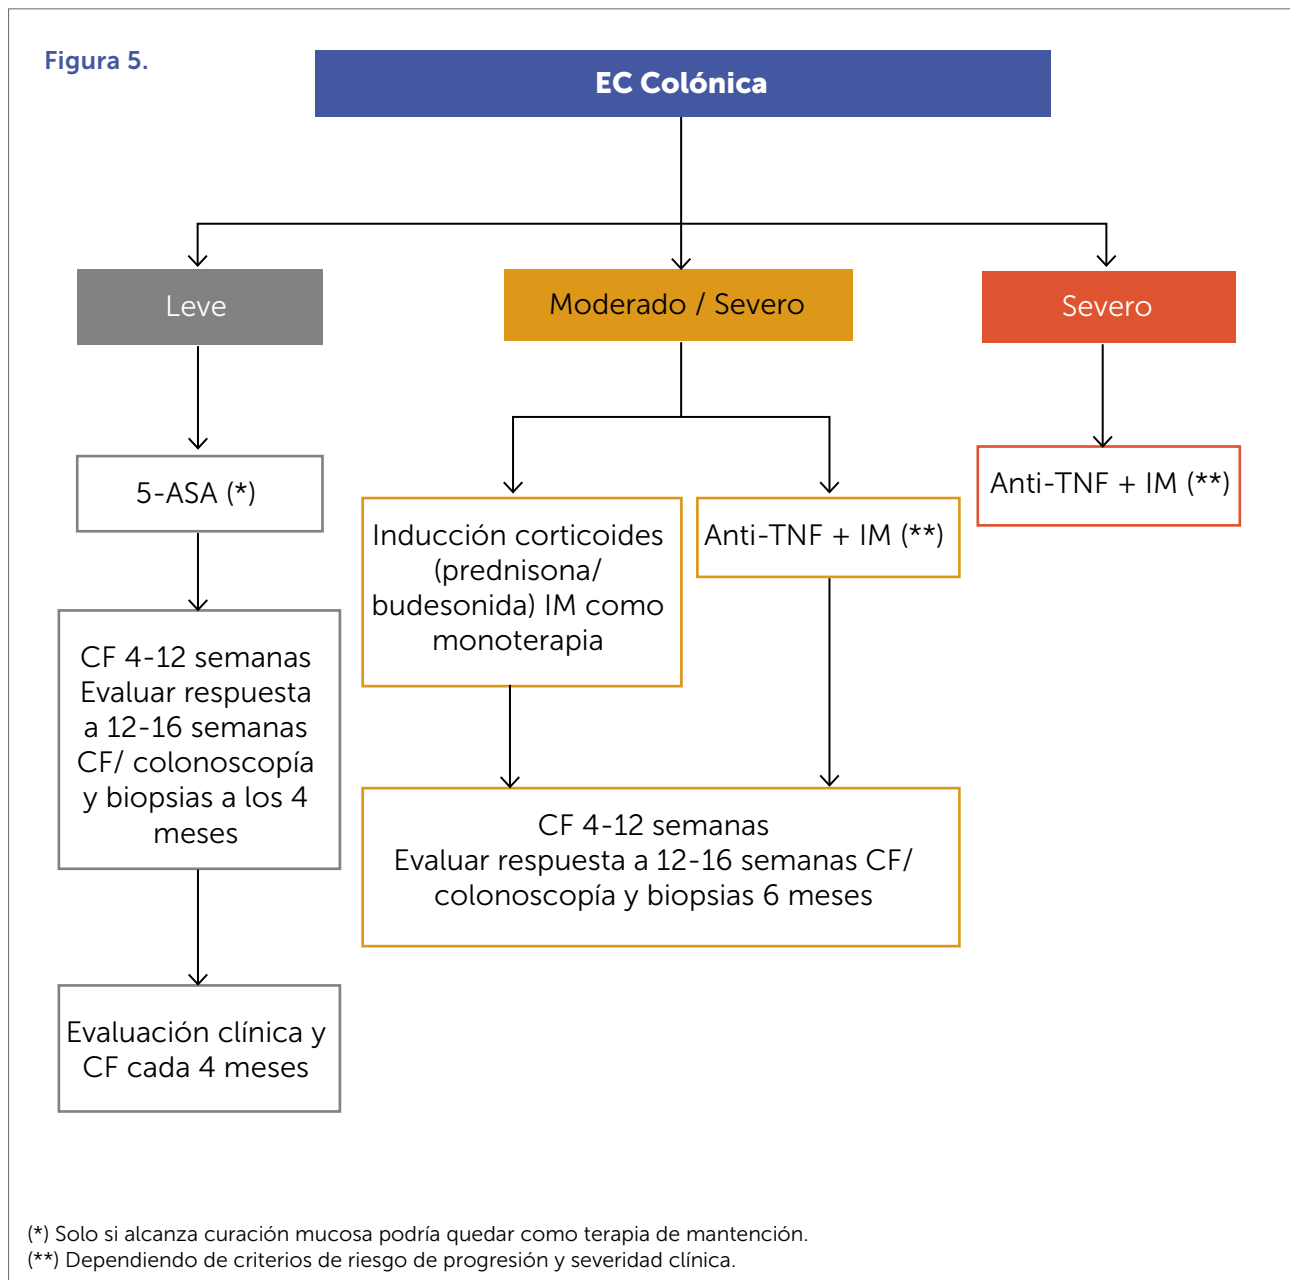 Figura 5.
EC Colónica
Leve
Moderado / Severo
Severo
5-ASA (*)
Inducción corticoides
(prednisona/
budesonida) IM como
monoterapia
Anti-TNF + IM (**)
Anti-TNF + IM (**)
CF 4-12 semanas
Evaluar respuesta
a 12-16 semanas
CF/ colonoscopía
y biopsias a los 4
meses
CF 4-12 semanas
Evaluar respuesta a 12-16 semanas CF/
colonoscopía y biopsias 6 meses
Evaluación clínica y
CF cada 4 meses
(*) Solo si alcanza curación mucosa podría quedar como terapia de mantención.
(**) Dependiendo de criterios de riesgo de progresión y severidad clínica.